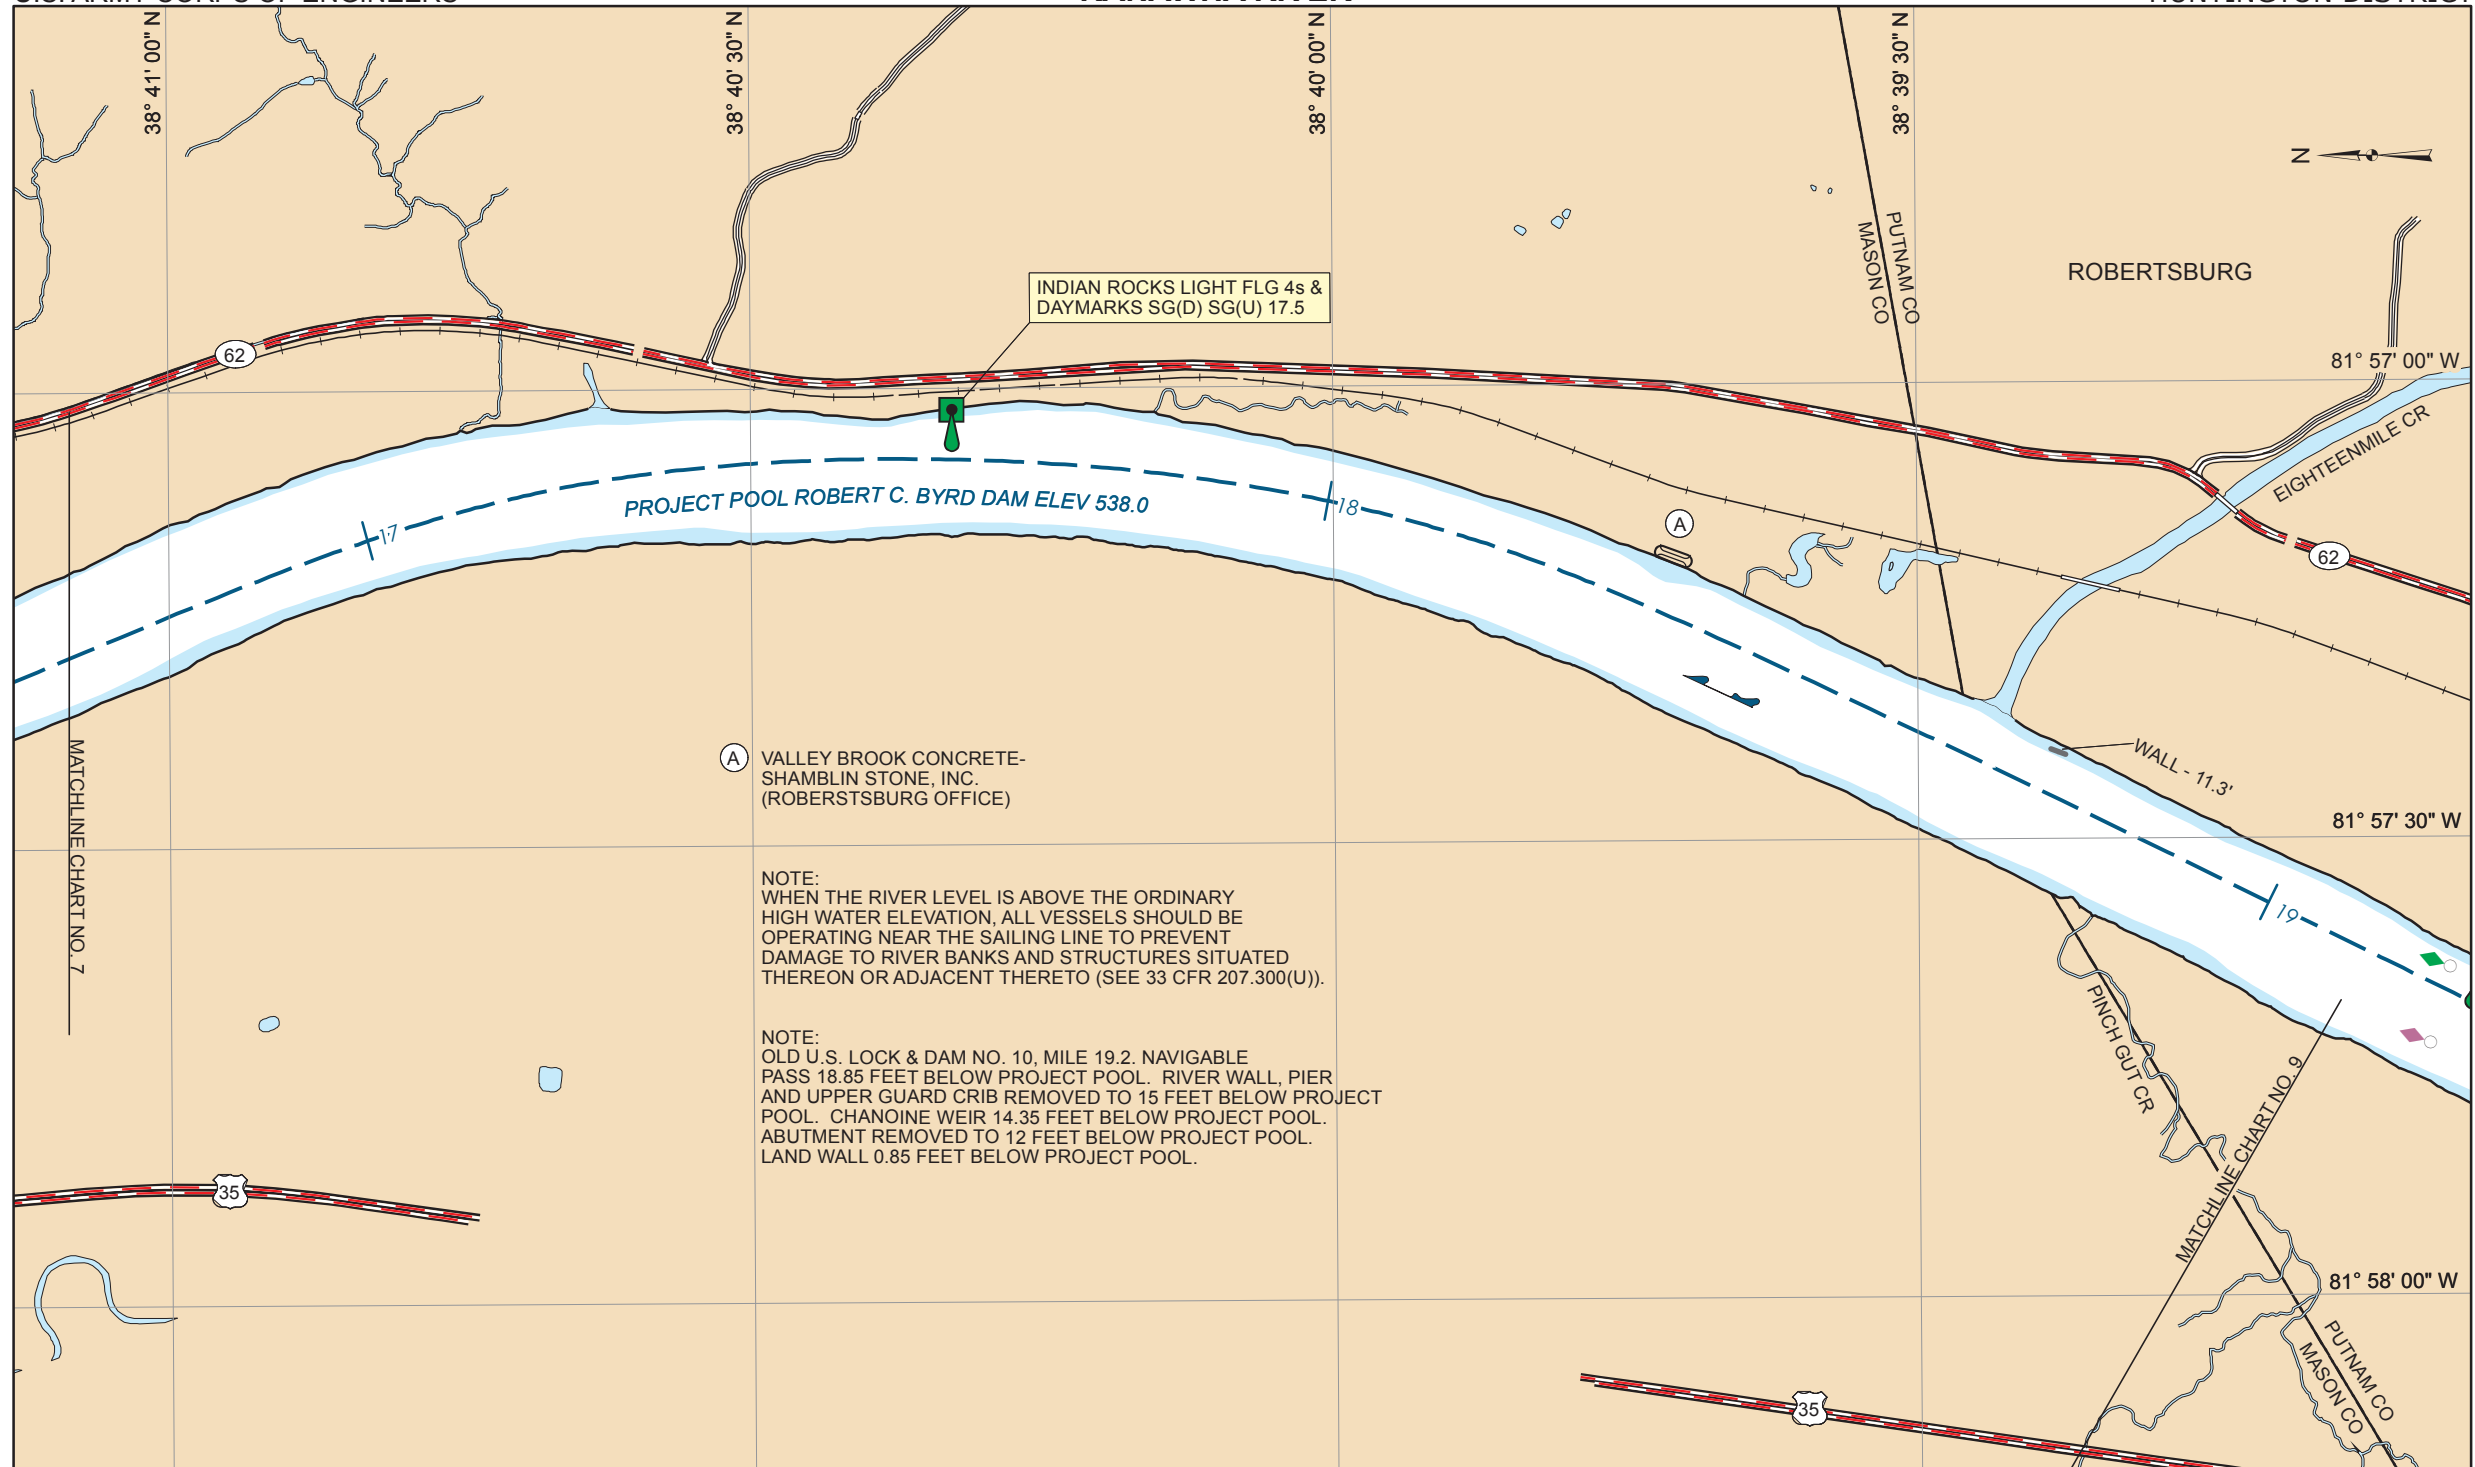 38° 41' 00" N
38° 40' 30" N
38° 40' 00" N
38° 39' 30" N
N
PUTNAM CO
MASON CO
ROBERTSBURG
INDIAN ROCKS LIGHT FLG 4s &
DAYMARKS SG(D) SG(U) 17.5
62
81° 57' 00" W
EIGHTEENMILE CR
PROJECT POOL ROBERT C. BYRD DAM ELEV 538.0
17
18
A
62
WALL - 11.3'
MATCHLINE CHART NO. 7
A
VALLEY BROOK CONCRETE-
SHAMBLIN STONE, INC.
(ROBERSTSBURG OFFICE)
81° 57' 30" W
NOTE:
WHEN THE RIVER LEVEL IS ABOVE THE ORDINARY
HIGH WATER ELEVATION, ALL VESSELS SHOULD BE
OPERATING NEAR THE SAILING LINE TO PREVENT
DAMAGE TO RIVER BANKS AND STRUCTURES SITUATED
THEREON OR ADJACENT THERETO (SEE 33 CFR 207.300(U)).
19
PINCH GUT CR
NOTE:
OLD U.S. LOCK & DAM NO. 10, MILE 19.2. NAVIGABLE
PASS 18.85 FEET BELOW PROJECT POOL. RIVER WALL, PIER
AND UPPER GUARD CRIB REMOVED TO 15 FEET BELOW PROJECT
POOL. CHANOINE WEIR 14.35 FEET BELOW PROJECT POOL.
ABUTMENT REMOVED TO 12 FEET BELOW PROJECT POOL.
LAND WALL 0.85 FEET BELOW PROJECT POOL.
MATCHLINE CHART NO. 9
35
81° 58' 00" W
PUTNAM CO
MASON CO
35